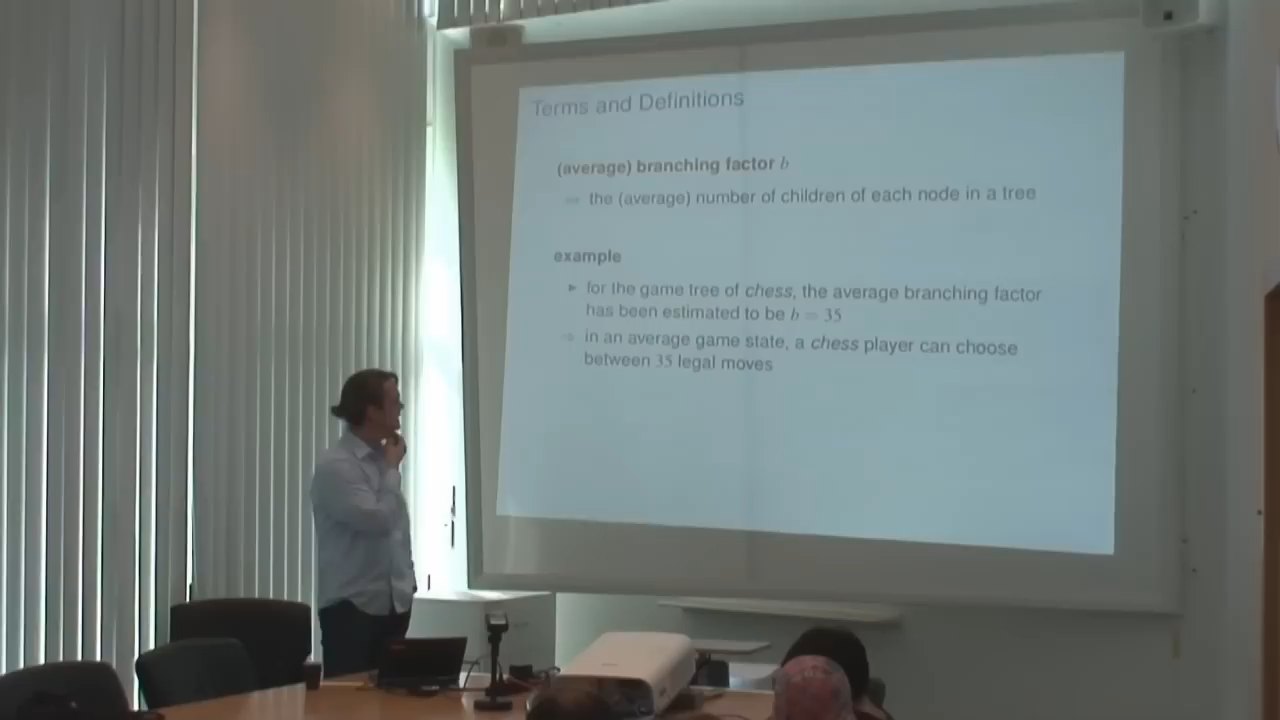 Terms and Definitions
(average) branching factor b
⇒ the (average) number of children of each node in a tree
example
▶ for the game tree of chess, the average branching factor
has been estimated to be b = 35
⇒ in an average game state, a chess player can choose
between 35 legal moves